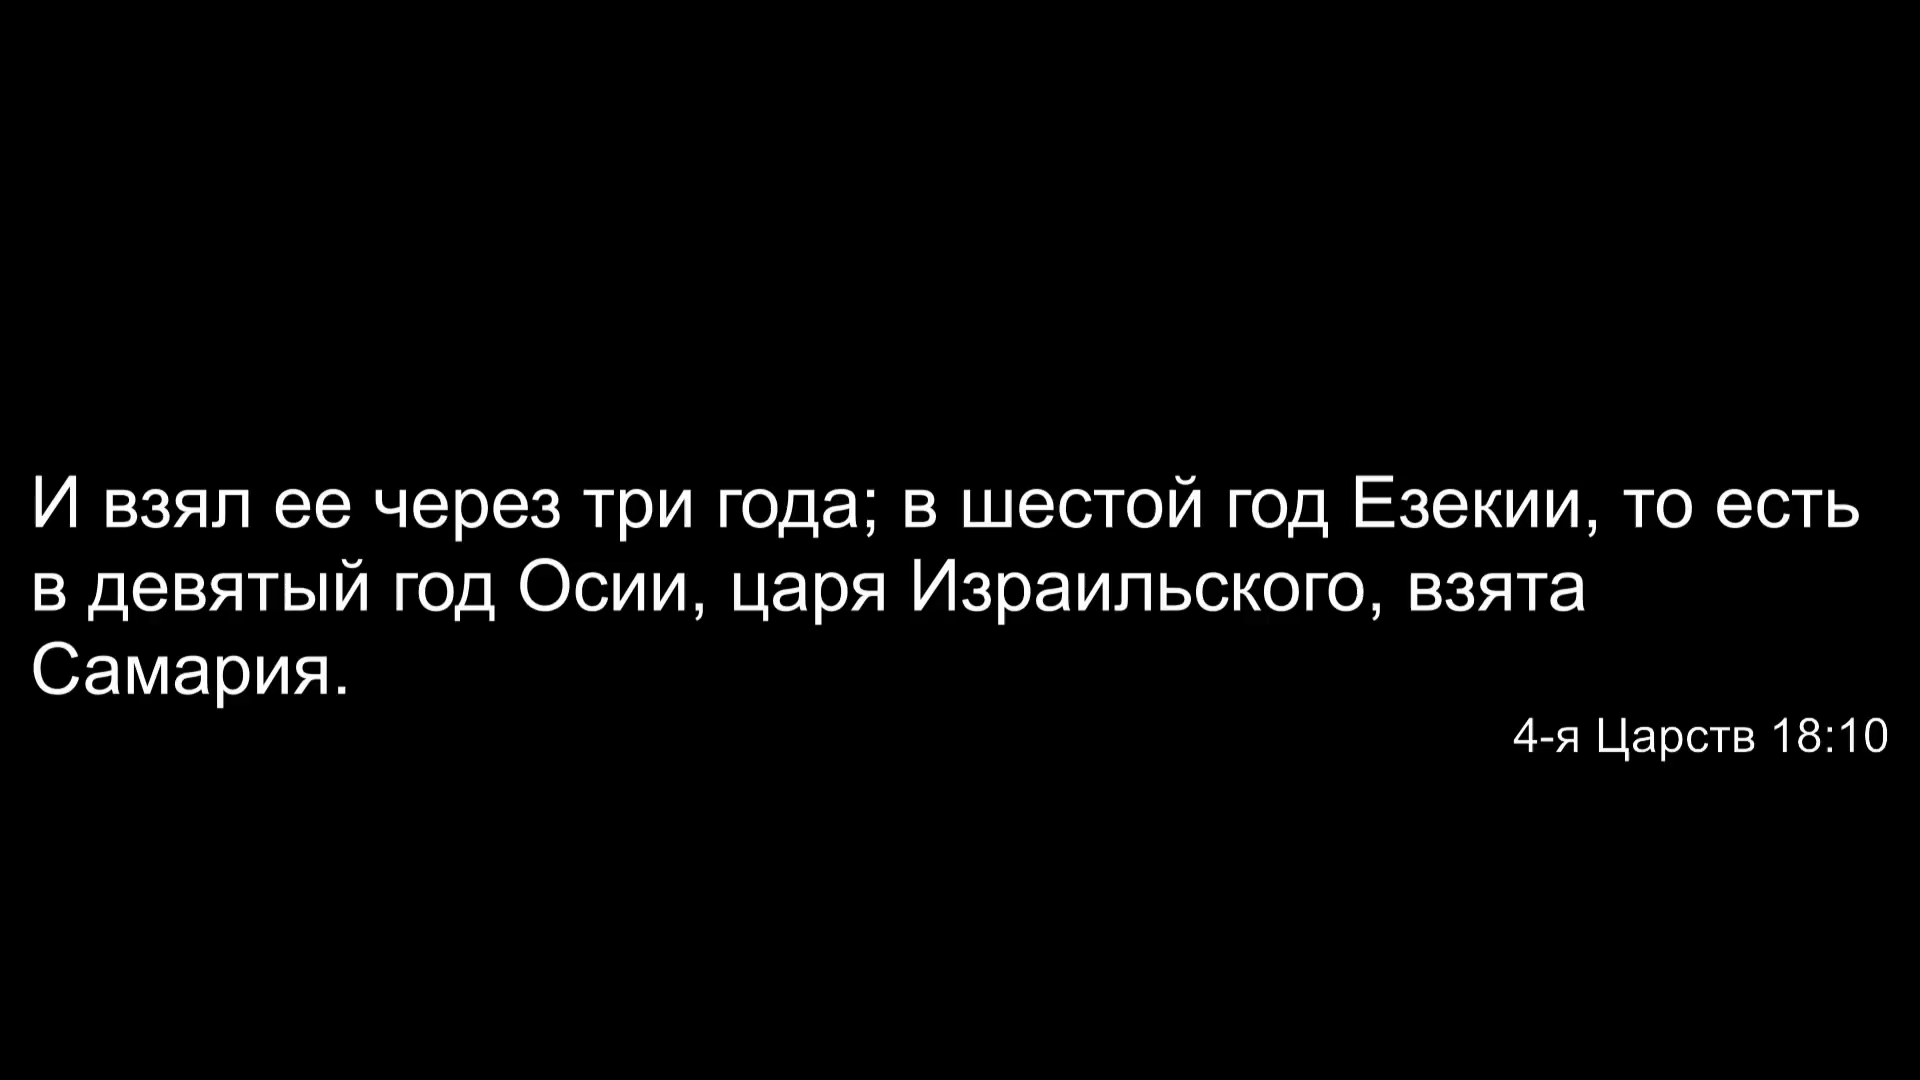 И взял ее через три года; в шестой год Езекии, то есть
в девятый год Осии, царя Израильского, взята
Самария.
4-я Царств 18:10